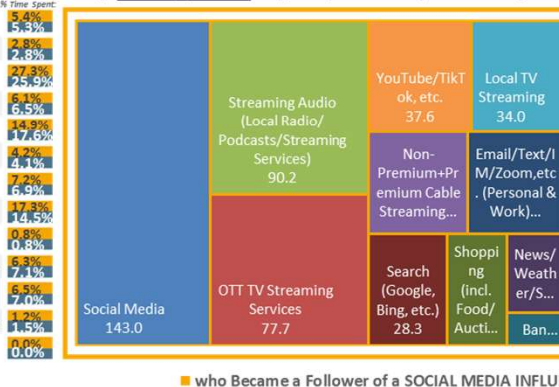 % Time Spent:
5.4%
5.3%
2.8%
2.8%
27.3%
25.9%
6.1%
6.5%
14.9%
17.6%
4.2%
4.1%
7.2%
6.9%
17.3%
14.5%
0.8%
0.8%
6.3%
7.1%
6.5%
7.0%
1.2%
1.5%
0.0%
0.0%
Social Media
143.0
Streaming Audio
(Local Radio/
Podcasts/Streaming
Services)
90.2
OTT TV Streaming
Services
77.7
YouTube/TikT
ok, etc.
37.6
Local TV
Streaming
34.0
Non-
Premium+Pr
emium Cable
Streaming...
Email/Text/I
M/Zoom,etc
. (Personal &
Work)...
Search
(Google,
Bing, etc.)
28.3
Shoppi
ng
(incl.
Food/
Aucti...
News/
Weath
er/S...
Ban...
who Became a Follower of a SOCIAL MEDIA INFLU